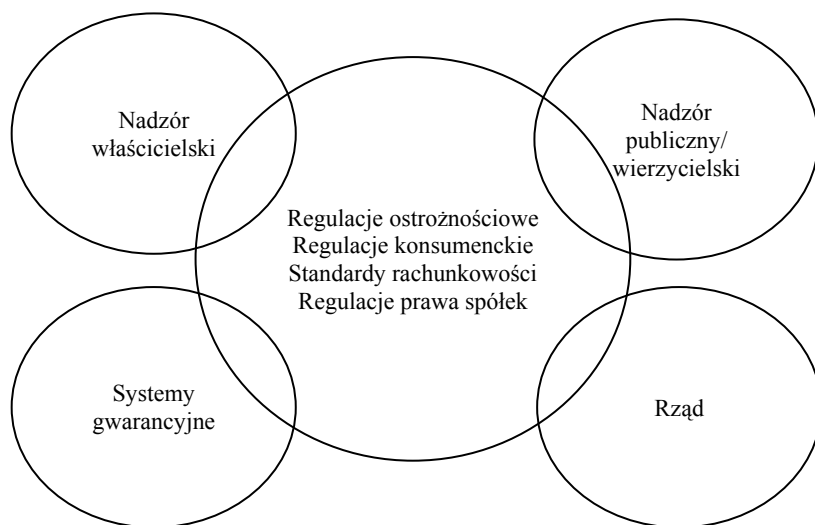 Nadzór
właścicielski
Nadzór
publiczny/
wierzycielski
Regulacje ostrożnościowe
Regulacje konsumenckie
Standardy rachunkowości
Regulacje prawa spółek
Systemy
gwarancyjne
Rząd